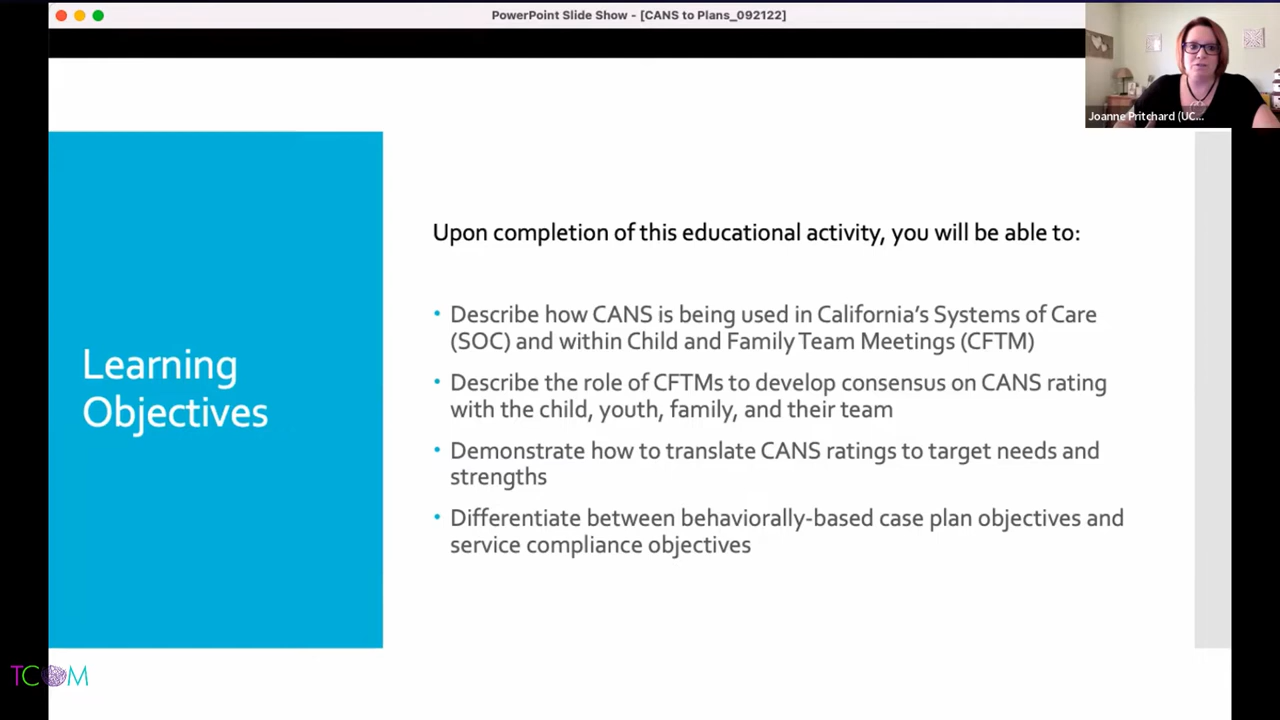 PowerPoint Slide Show - [CANS to Plans_092122]
Joanne Pritchard (UC...
Learning
Objectives
Upon completion of this educational activity, you will be able to:
• Describe how CANS is being used in California's Systems of Care
(SOC) and within Child and Family Team Meetings (CFTM)
• Describe the role of CFTMs to develop consensus on CANS rating
with the child, youth, family, and their team
• Demonstrate how to translate CANS ratings to target needs and
strengths
• Differentiate between behaviorally-based case plan objectives and
service compliance objectives
TCOM